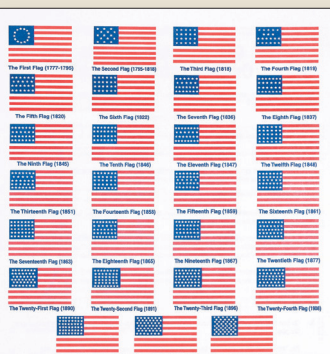 The First Flag (1777-1795)
The Second Flag (1795-1818)
The Third Flag (1818)
The Fourth Flag (1819)
The Fifth Flag (1820)
The Sixth Flag (1822)
The Seventh Flag (1836)
The Eighth Flag (1837)
The Ninth Flag (1845)
The Tenth Flag (1846)
The Eleventh Flag (1847)
The Twelfth Flag (1848)
The Thirteenth Flag (1851)
The Fourteenth Flag (1858)
The Fifteenth Flag (1859)
The Sixteenth Flag (1861)
The Seventeenth Flag (1863)
The Eighteenth Flag (1865)
The Nineteenth Flag (1867)
The Twentieth Flag (1877)
The Twenty-First Flag (1890)
The Twenty-Second Flag (1891)
The Twenty-Third Flag (1896)
The Twenty-Fourth Flag (1898)